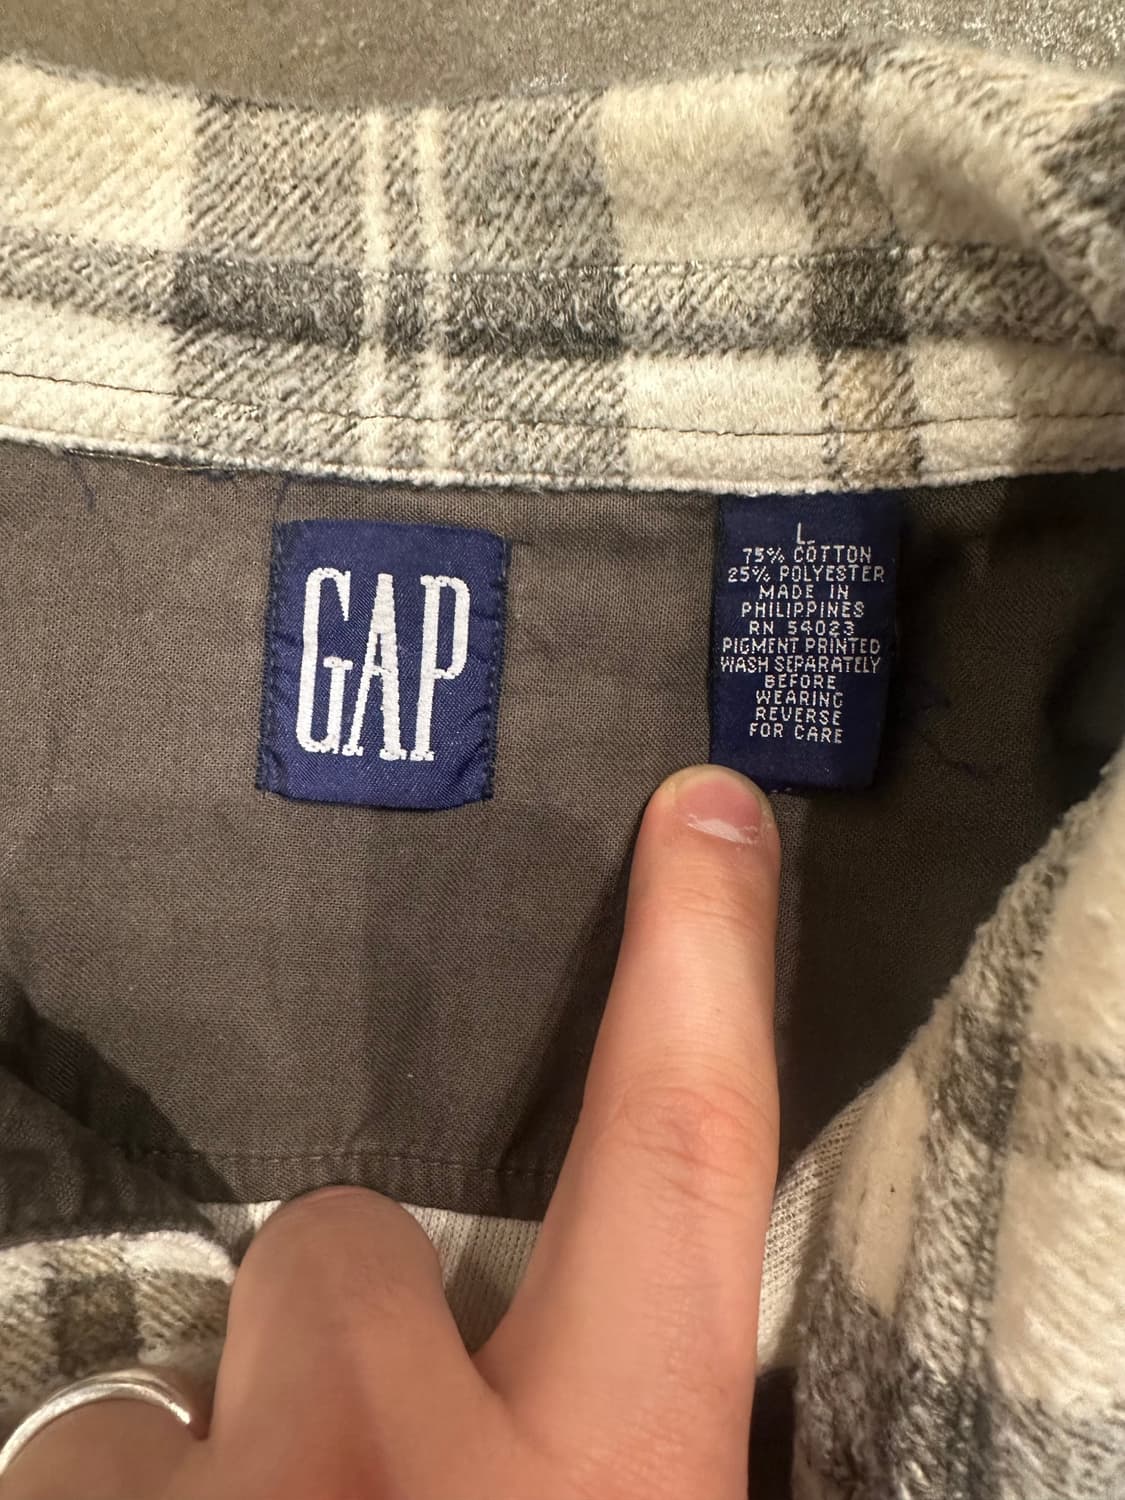 GAP
L
75% COTTON
25% POLYESTER
MADE IN
PHILIPPINES
RN 54023
PIGMENT PRINTED
WASH SEPARATELY
BEFORE
WEARING
REVERSE
FOR CARE